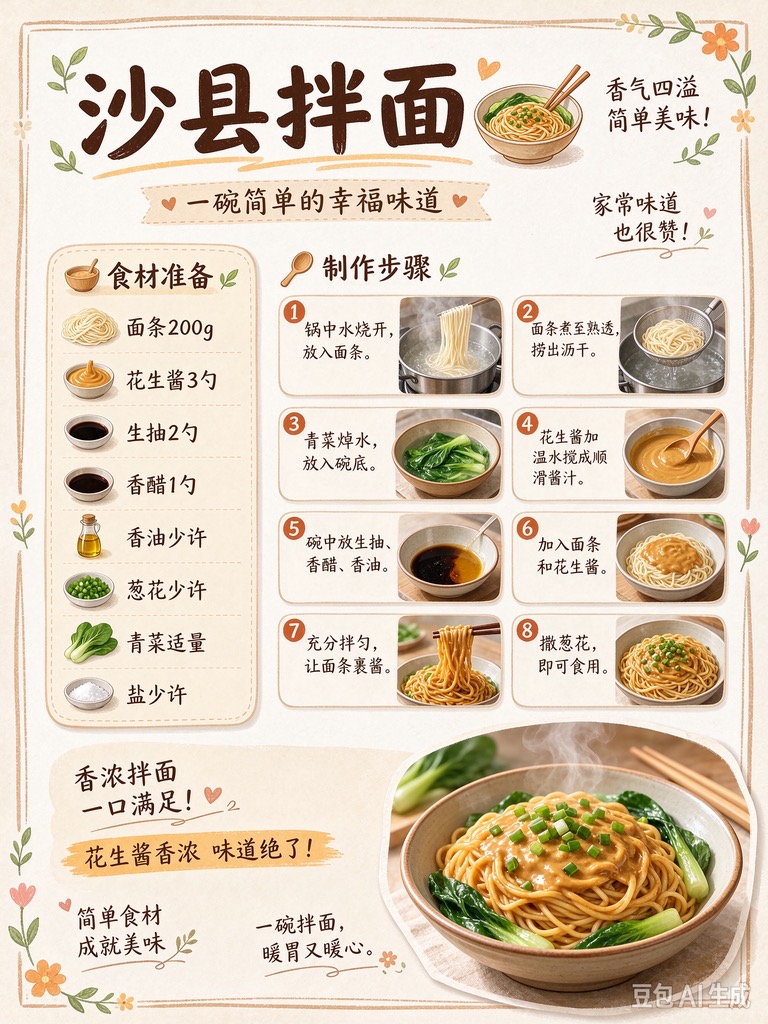 沙县拌面
香气四溢
简单美味!
一碗简单的幸福味道
家常味道
也很赞!
食材准备
面条200g
花生酱3勺
生抽2勺
香醋1勺
香油少许
葱花少许
青菜适量
盐少许
制作步骤
1
锅中水烧开,
放入面条。
2
面条煮至熟透,
捞出沥干。
3
青菜焯水,
放入碗底。
4
花生酱加
温水搅成顺
滑酱汁。
5
碗中放生抽、
香醋、香油。
6
加入面条
和花生酱。
7
充分拌匀,
让面条裹酱。
8
撒葱花,
即可食用。
香浓拌面
一口满足!
花生酱香浓 味道绝了!
简单食材
成就美味
一碗拌面,
暖胃又暖心。
豆包AI生成